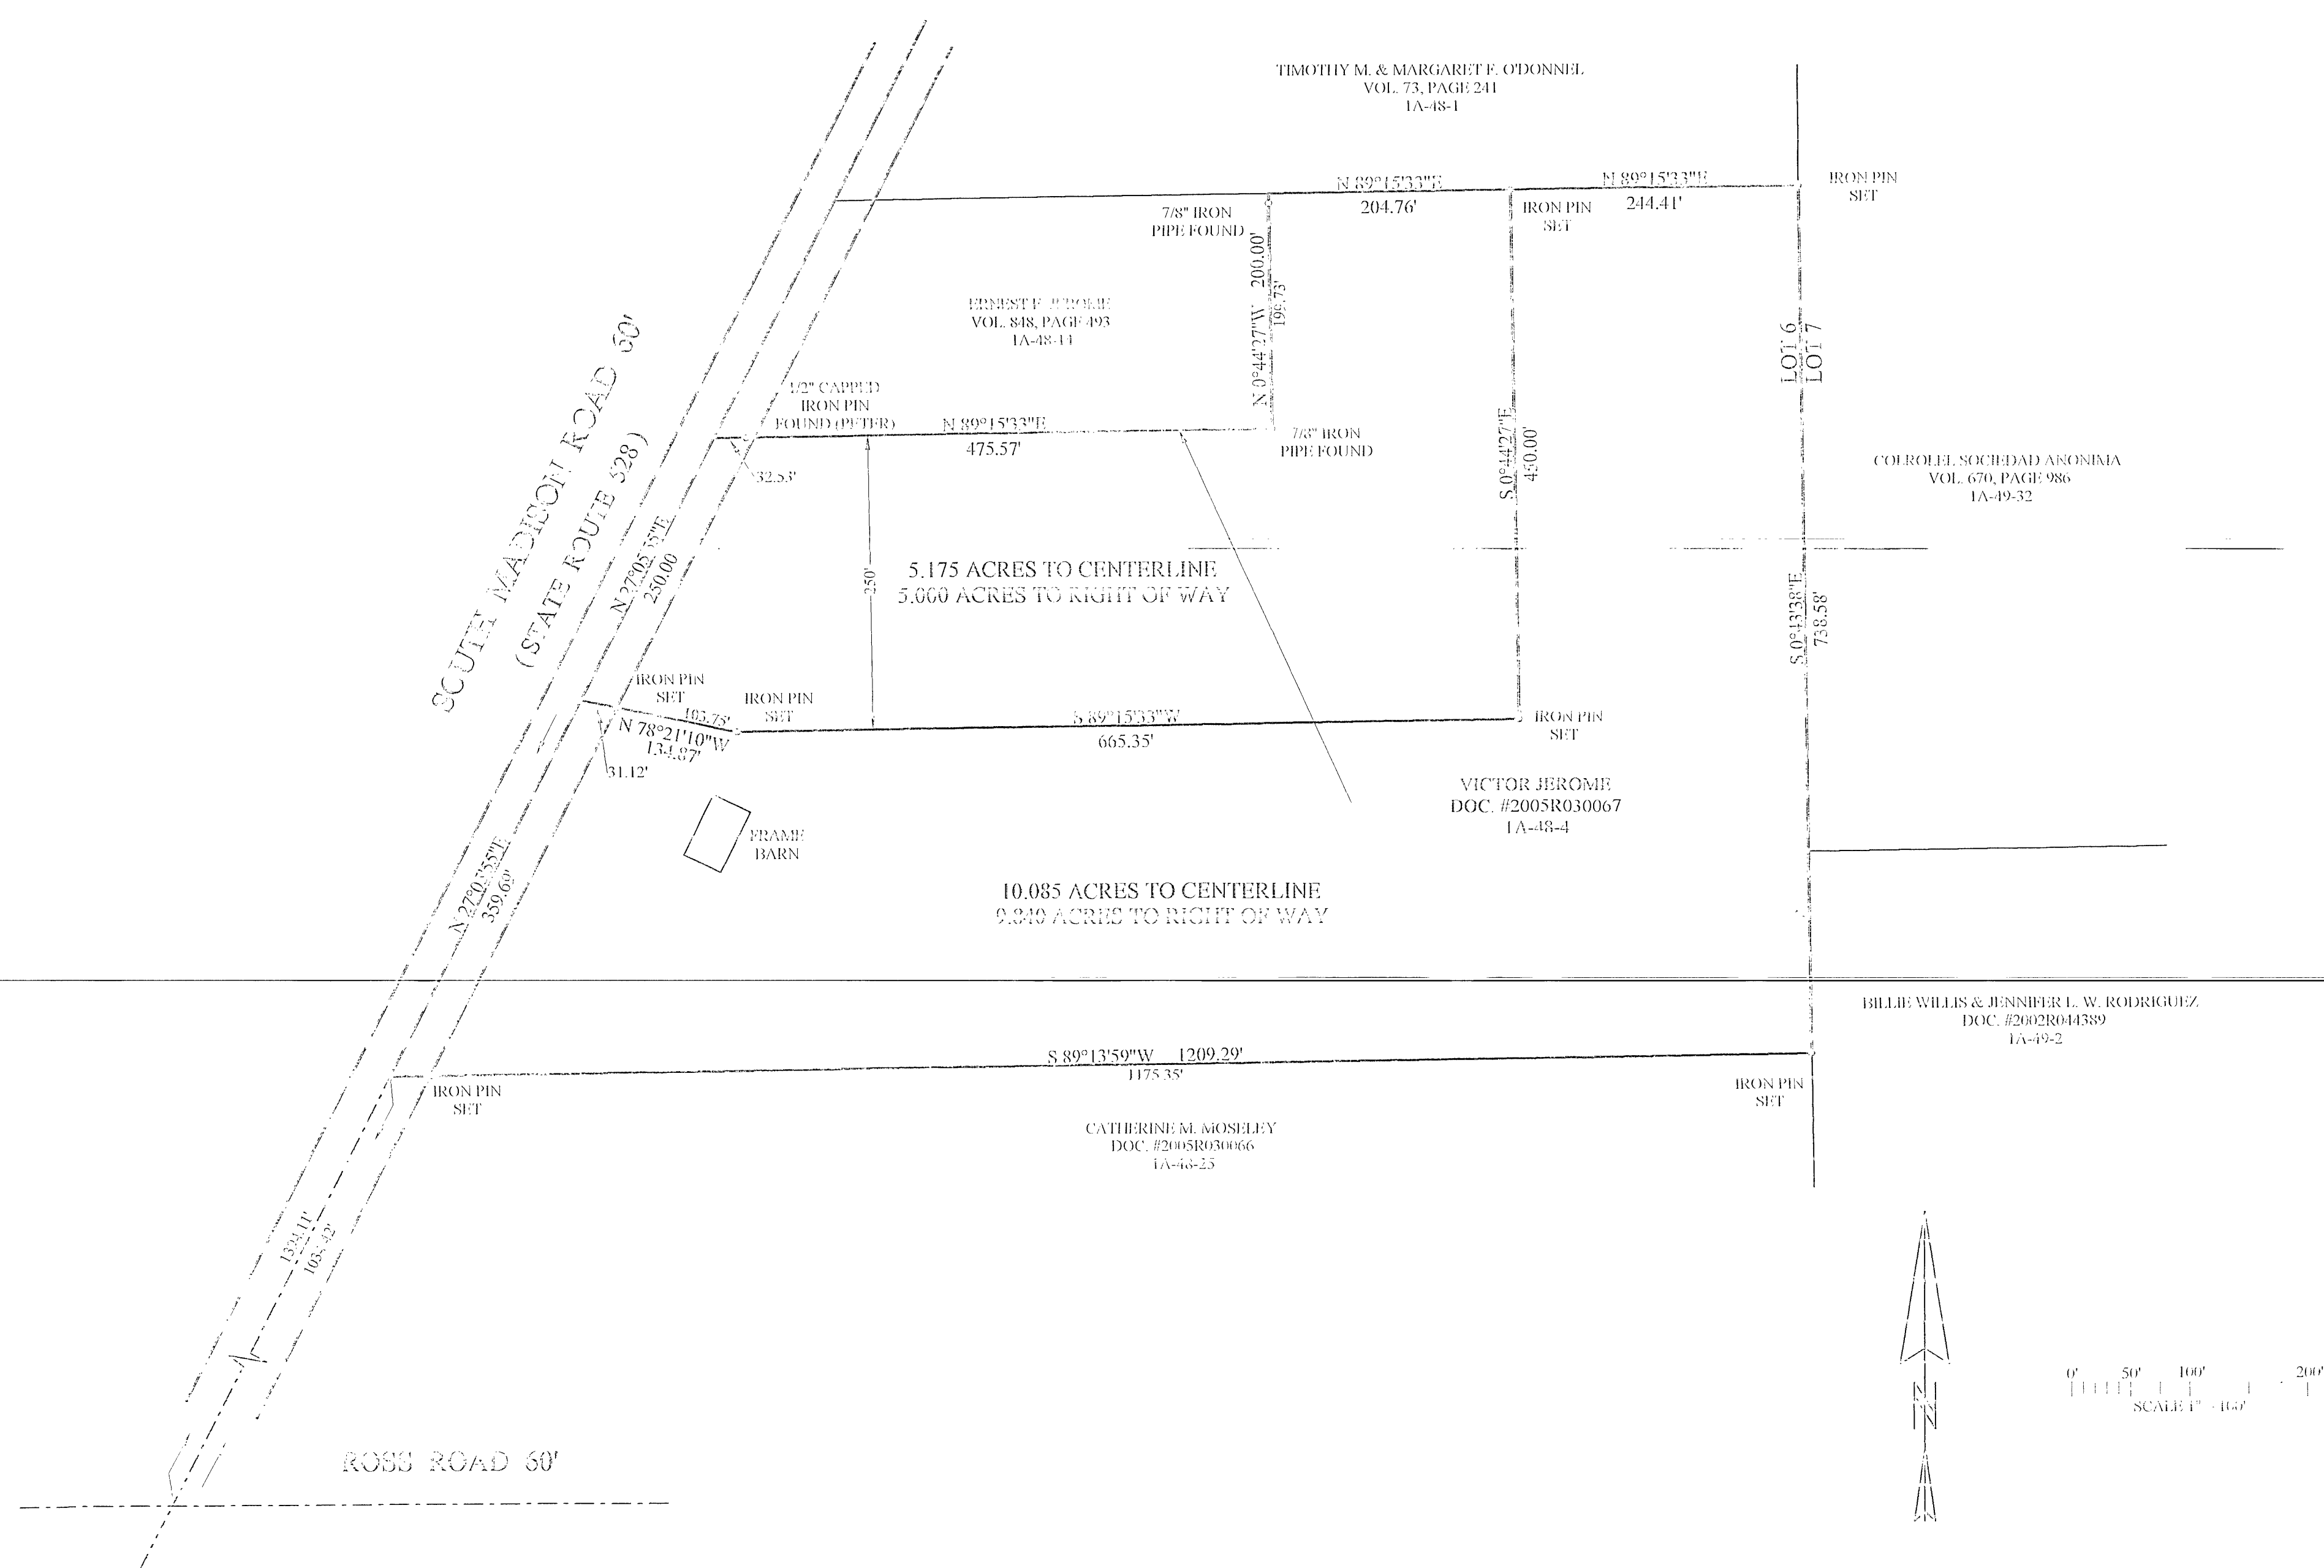 TIMOTHY M. & MARGARET F. O'DONNEL
VOL. 73, PAGE 241
1A-48-1
N 89°15'33"E
204.76'
N 89°15'33"E
244.41'
IRON PIN
SET
IRON PIN
SET
7/8" IRON
PIPE FOUND
N 0°44'27"W 200.00'
199.73'
ERNEST F. JEROME
VOL. 848, PAGE 493
1A-48-14
1/2" CAPPED
IRON PIN
FOUND (PETER)
N 89°15'33"E
475.57'
7/8" IRON
PIPE FOUND
32.53'
SOUTH MADISON ROAD 60'
(STATE ROUTE 528)
N 27°05'55"E
250.00
250'
S 0°44'27"E
450.00'
LOT 6
LOT 7
COLROLEL SOCIEDAD ANONIMA
VOL. 670, PAGE 986
1A-49-32
5.175 ACRES TO CENTERLINE
5.000 ACRES TO RIGHT OF WAY
S 0°43'38"E
738.58'
IRON PIN
SET
IRON PIN
SET
103.75'
N 78°21'10"W
134.87'
31.12'
S 89°15'33"W
665.35'
IRON PIN
SET
VICTOR JEROME
DOC. #2005R030067
1A-48-4
FRAME
BARN
N 27°05'55"E
359.69'
10.085 ACRES TO CENTERLINE
9.840 ACRES TO RIGHT OF WAY
BILLIE WILLIS & JENNIFER L. W. RODRIGUEZ
DOC. #2002R044389
1A-49-2
S 89°13'59"W 1209.29'
1175.35'
IRON PIN
SET
IRON PIN
SET
CATHERINE M. MOSELEY
DOC. #2005R030066
1A-48-25
N
0' 50' 100' 200'
SCALE 1" 100'
ROSS ROAD 60'